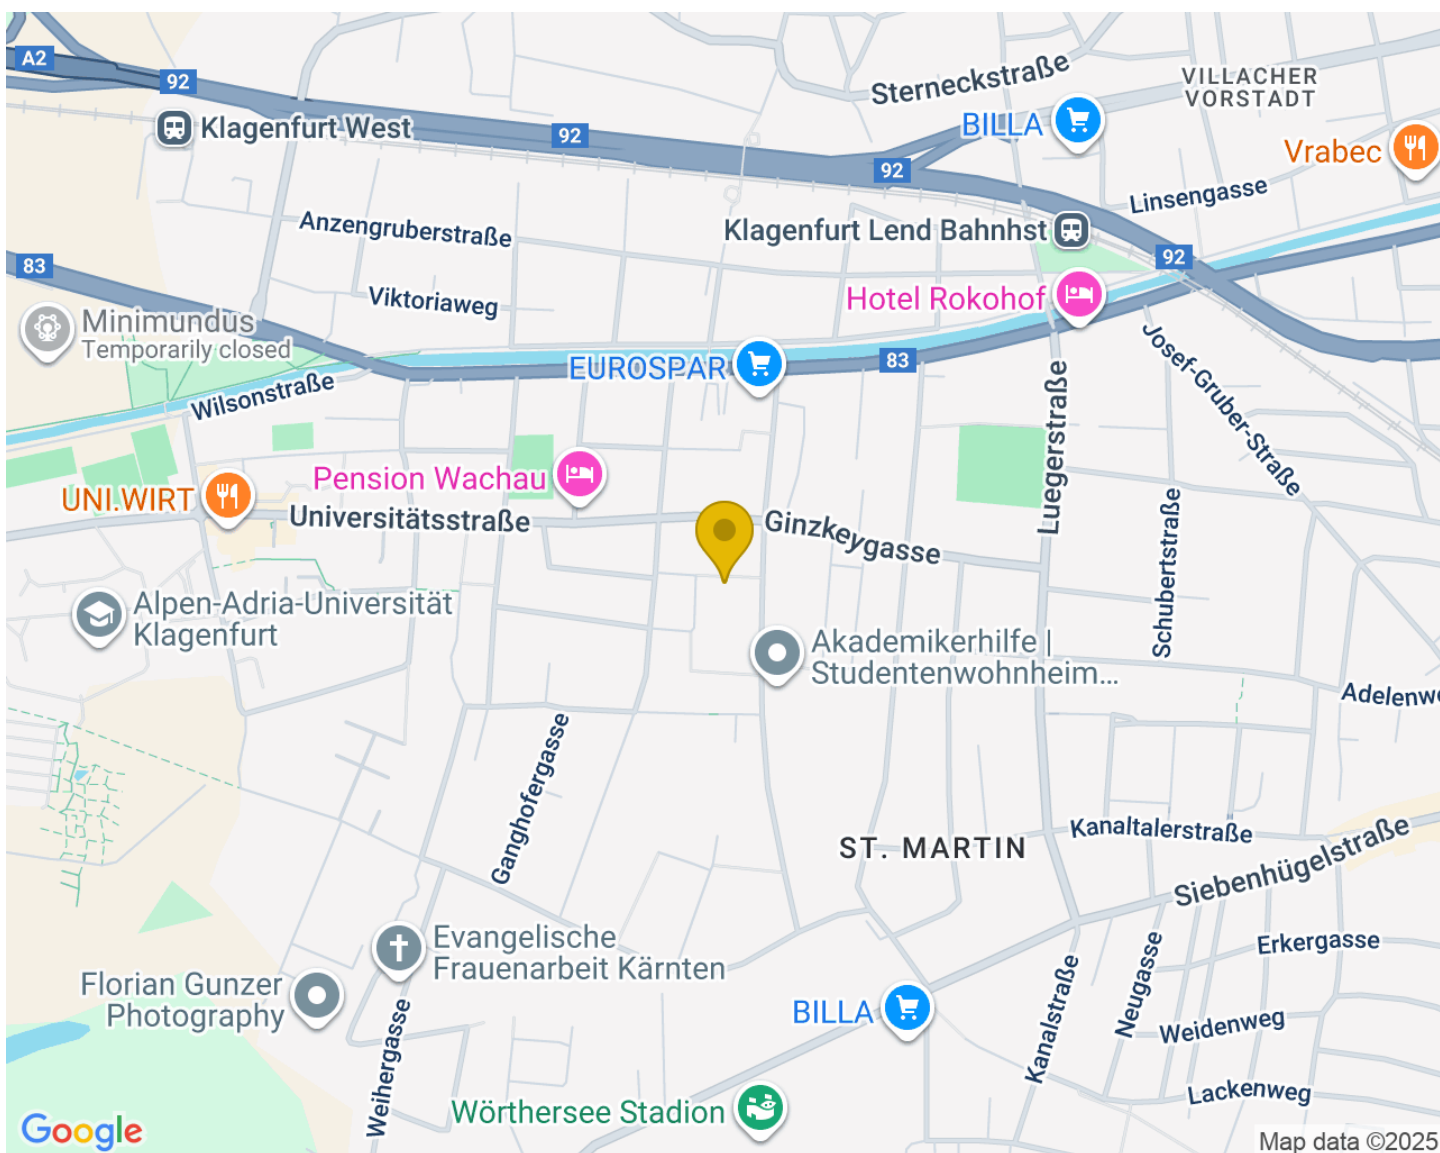 A2
92
Klagenfurt West
92
Sterneckstraße
VILLACHER
VORSTADT
BILLA
Vrabec
92
Linsengasse
Anzengruberstraße
Klagenfurt Lend Bahnhst
92
83
Viktoriaweg
Hotel Rokohof
Minimundus
Temporarily closed
EUROSPAR
83
Josef-Gruber-Straße
Wilsonstraße
Luegerstraße
Pension Wachau
UNI.WIRT
Universitätsstraße
Ginzkeygasse
Schubertstraße
Alpen-Adria-Universität
Klagenfurt
Akademikerhilfe |
Studentenwohnheim...
Adelenwe
Ganghofergasse
ST. MARTIN
Kanaltalerstraße
Siebenhügelstraße
Evangelische
Frauenarbeit Kärnten
Erkergasse
Florian Gunzer
Photography
BILLA
Kanalstraße
Neugasse
Weidenweg
Weihergasse
Lackenweg
Wörthersee Stadion
Google
Map data ©2025